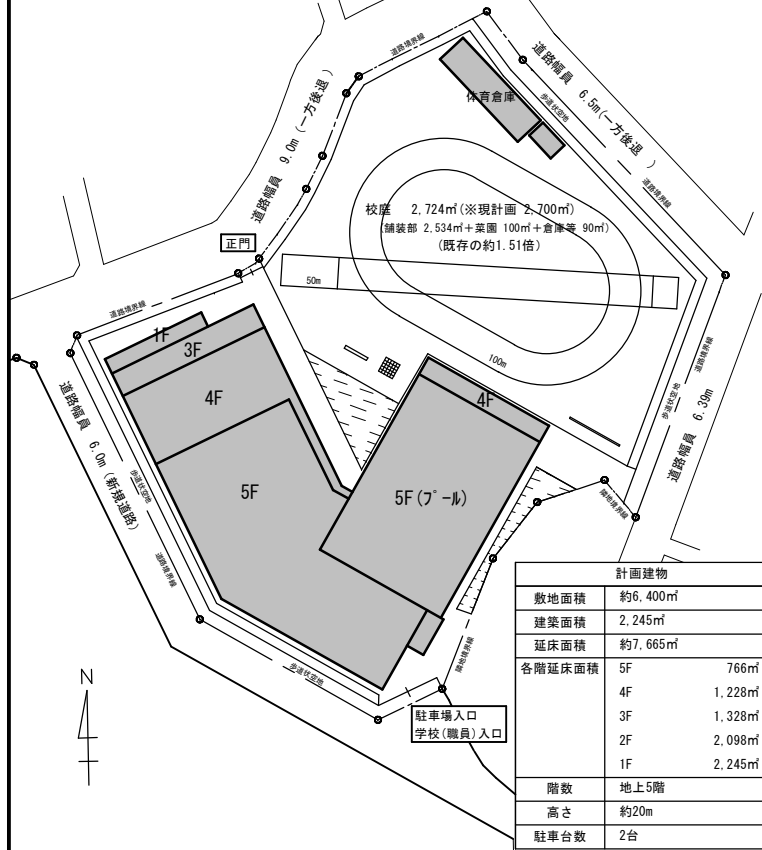 道路境界線
道路幅員 6.5m(一方後退 )
体育倉庫
歩道状空地
道路境界線
道路幅員 9.0m (一方後退 )
校庭 2,724㎡(※現計画 2,700㎡)
(舗装部 2,534㎡+菜園 100㎡+倉庫等 90㎡)
(既存の約1.51倍)
正門
50m
100m
道路境界線
1F
3F
4F
5F
4F
5F(プール)
道路境界線
歩道状空地
道路幅員 6.39m
道路幅員 6.0m (新規道路)
歩道状空地
道路境界線
隣地境界線
隣地境界線
歩道状空地
N
駐車場入口
学校(職員)入口
計画建物
敷地面積 約6,400㎡
建築面積 2,245㎡
延床面積 約7,665㎡
各階延床面積 5F 766㎡
4F 1,228㎡
3F 1,328㎡
2F 2,098㎡
1F 2,245㎡
階数 地上5階
高さ 約20m
駐車台数 2台